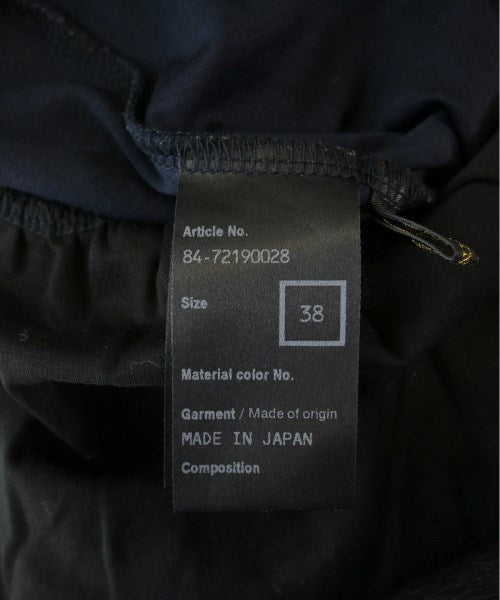 Article No.
84-72190028
Size
38
Material color No.
Garment / Made of origin
MADE IN JAPAN
Composition